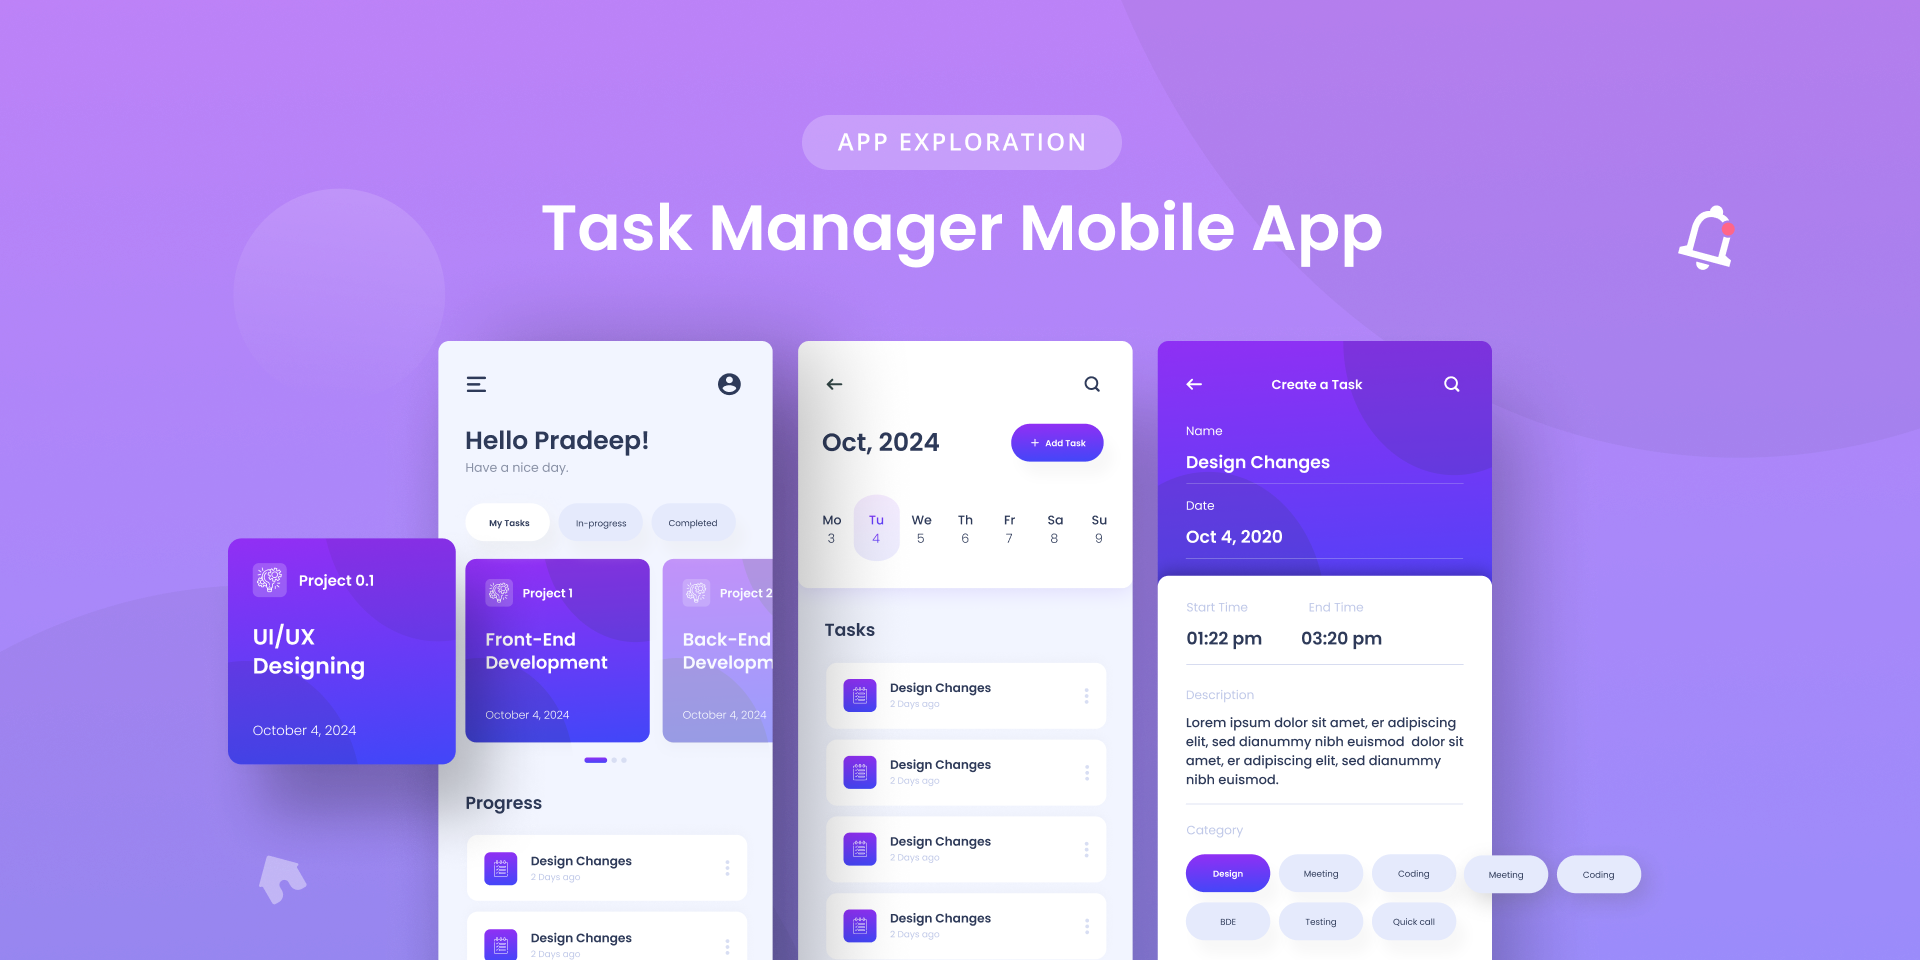 APP EXPLORATION
Task Manager Mobile App
Project 0.1
UI/UX
Designing
October 4, 2024
Hello Pradeep!
Have a nice day.
My Tasks
In-progress
Completed
Project 1
Front-End
Development
October 4, 2024
Project 2
Back-End
Developm
October 4, 2024
Progress
Design Changes
2 Days ago
Design Changes
2 Days ago
Oct, 2024
+ Add Task
Mo Tu We Th Fr Sa Su
3 4 5 6 7 8 9
Tasks
Design Changes
2 Days ago
Design Changes
2 Days ago
Design Changes
2 Days ago
Design Changes
2 Days ago
Create a Task
Name
Design Changes
Date
Oct 4, 2020
Start Time End Time
01:22 pm 03:20 pm
Description
Lorem ipsum dolor sit amet, er adipiscing
elit, sed dianummy nibh euismod dolor sit
amet, er adipiscing elit, sed dianummy
nibh euismod.
Category
Design Meeting Coding Meeting Coding
BDE Testing Quick call